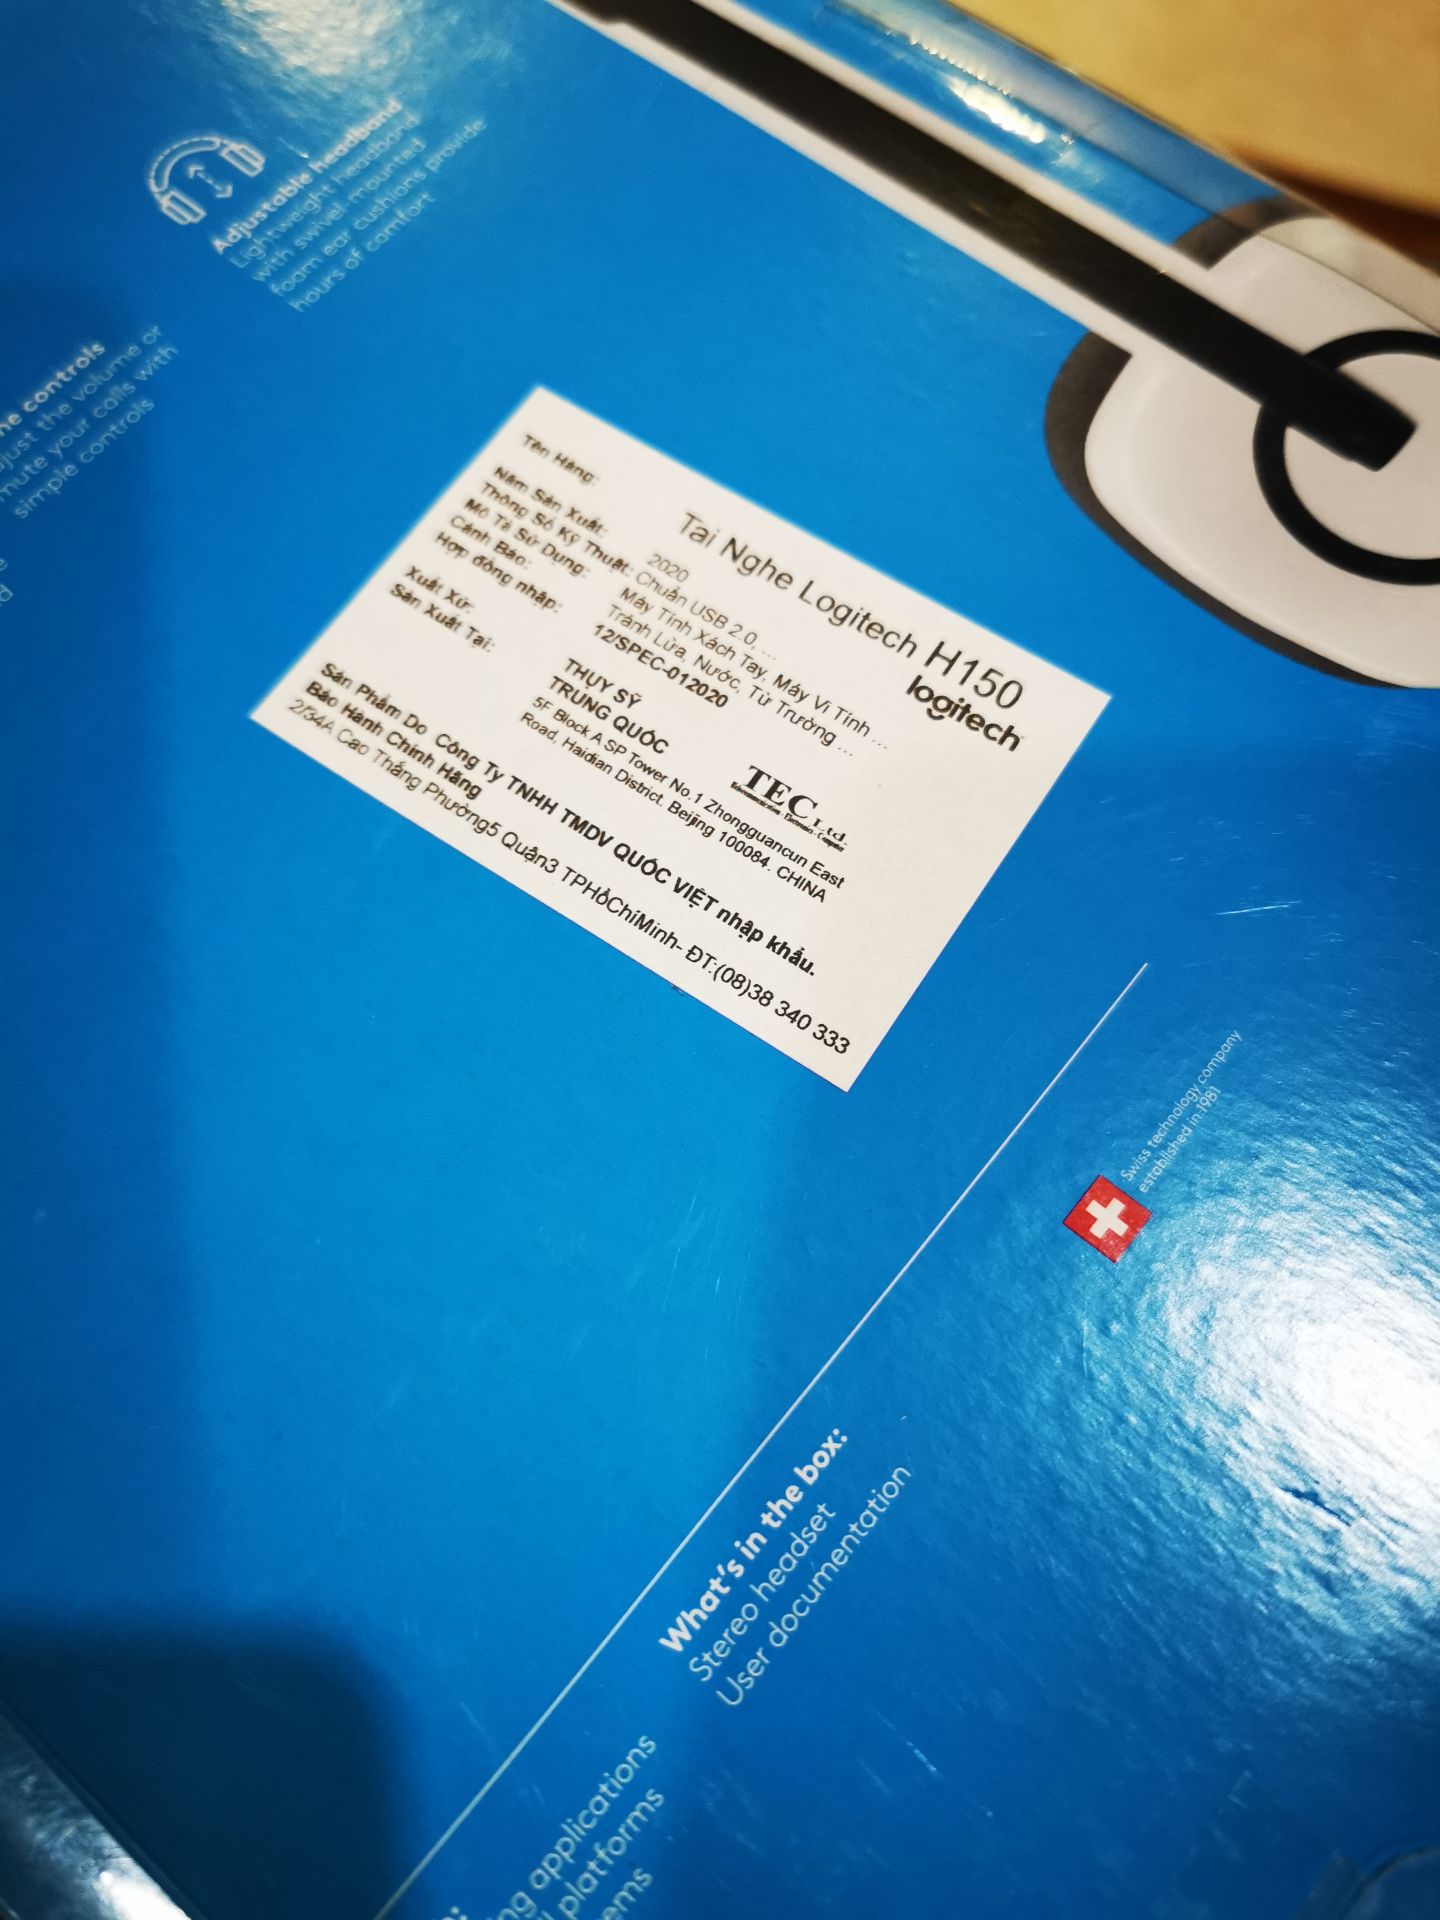 Adjustable headband
Lightweight headband
with swivel-mounted
foam ear cushions provide
hours of comfort
controls
the volume or
mute your calls with
simple controls
Tên Hàng: Tai Nghe Logitech H150
logitech
Năm Sản Xuất: 2020
Thông Số Kỹ Thuật: Chuẩn USB 2.0, ...
Mô Tả Sử Dụng: Máy Tính Xách Tay, Máy Vi Tính ...
Cảnh Báo: Tránh Lửa, Nước, Từ Trường ...
Hợp đồng nhập: 12/SPEC-012020
Xuất Xứ: THỤY SỸ
Sản Xuất Tại: TRUNG QUỐC
TEC Ltd.
5F Block A SP Tower No.1 Zhongguancun East
Road, Haidian District. Beijing 100084. CHINA
Sản Phẩm Do Công Ty TNHH TMDV QUỐC VIỆT nhập khẩu.
Bảo Hành Chính Hãng
2/34A Cao Thắng Phường5 Quận3 TPHồChíMinh- ĐT:(08)38 340 333
Swiss technology company
established in 1981
What's in the box:
Stereo headset
User documentation
applications
platforms